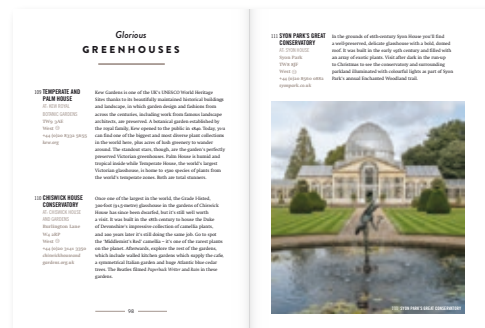 Glorious
GREENHOUSES
109 TEMPERATE AND
PALM HOUSE
AT: KEW ROYAL
BOTANIC GARDENS
West
kew.org
Kew Gardens is one of the UK's UNESCO World Heritage
Sites thanks to its beautifully maintained historical buildings
and landscape, in which garden design and fashions from
across the centuries, including work from famous landscape
architects, are preserved. A botanical garden established by
the royal family, Kew opened to the public in 1840. Today, you
can find one of the biggest and most diverse plant collections
in the world here, plus acres of lush greenery to wander
around. The standout stars, though, are the garden's perfectly
preserved Victorian greenhouses. Palm House is humid and
tropical inside while Temperate House, the world's largest
Victorian glasshouse, is home to 1500 species of plants from
the world's temperate zones. Both are total stunners.
110 CHISWICK HOUSE
CONSERVATORY
AT: CHISWICK HOUSE
AND GARDENS
Burlington Lane
W4 2RP
West
chiswickhouseand
gardens.org.uk
Once one of the largest in the world, the Grade I-listed,
300-foot (91.5-metre) glasshouse in the gardens of Chiswick
House has since been dwarfed, but it's still well worth
a visit. It was built in the 19th century to house the Duke
of Devonshire's impressive collection of camellia plants,
and 200 years later it's still doing the same job. Go to spot
the 'Middlemist's Red' camellia – it's one of the rarest plants
on the planet. Afterwards, explore the rest of the gardens,
which include walled kitchen gardens which supply the cafe,
a symmetrical Italian garden and huge Atlantic blue cedar
trees. The Beatles filmed Paperback Writer and Rain in these
gardens.
98
111 SYON PARK'S GREAT
CONSERVATORY
AT: SYON HOUSE
Syon Park
TW8 8JF
West
syonpark.co.uk
In the grounds of 16th-century Syon House you'll find
a well-preserved, delicate glasshouse with a bold, domed
roof. It was built in the early 19th century and filled with
an array of exotic plants. Visit after dark in the run-up
to Christmas to see the conservatory and surrounding
parkland illuminated with colourful lights as part of Syon
Park's annual Enchanted Woodland trail.
SYON PARK'S GREAT CONSERVATORY